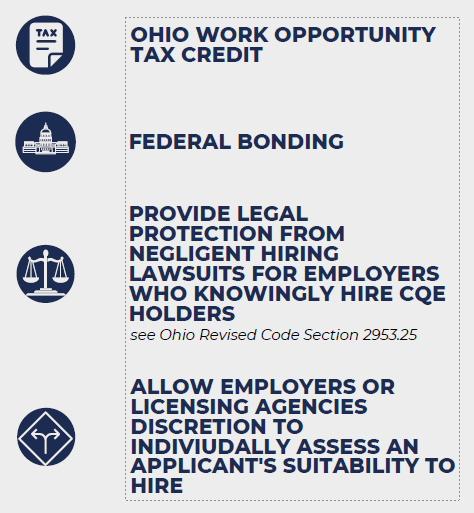 TAX
OHIO WORK OPPORTUNITY
TAX CREDIT
FEDERAL BONDING
PROVIDE LEGAL
PROTECTION FROM
NEGLIGENT HIRING
LAWSUITS FOR EMPLOYERS
WHO KNOWINGLY HIRE CQE
HOLDERS
see Ohio Revised Code Section 2953.25
ALLOW EMPLOYERS OR
LICENSING AGENCIES
DISCRETION TO
INDIVIUDALLY ASSESS AN
APPLICANT'S SUITABILITY TO
HIRE